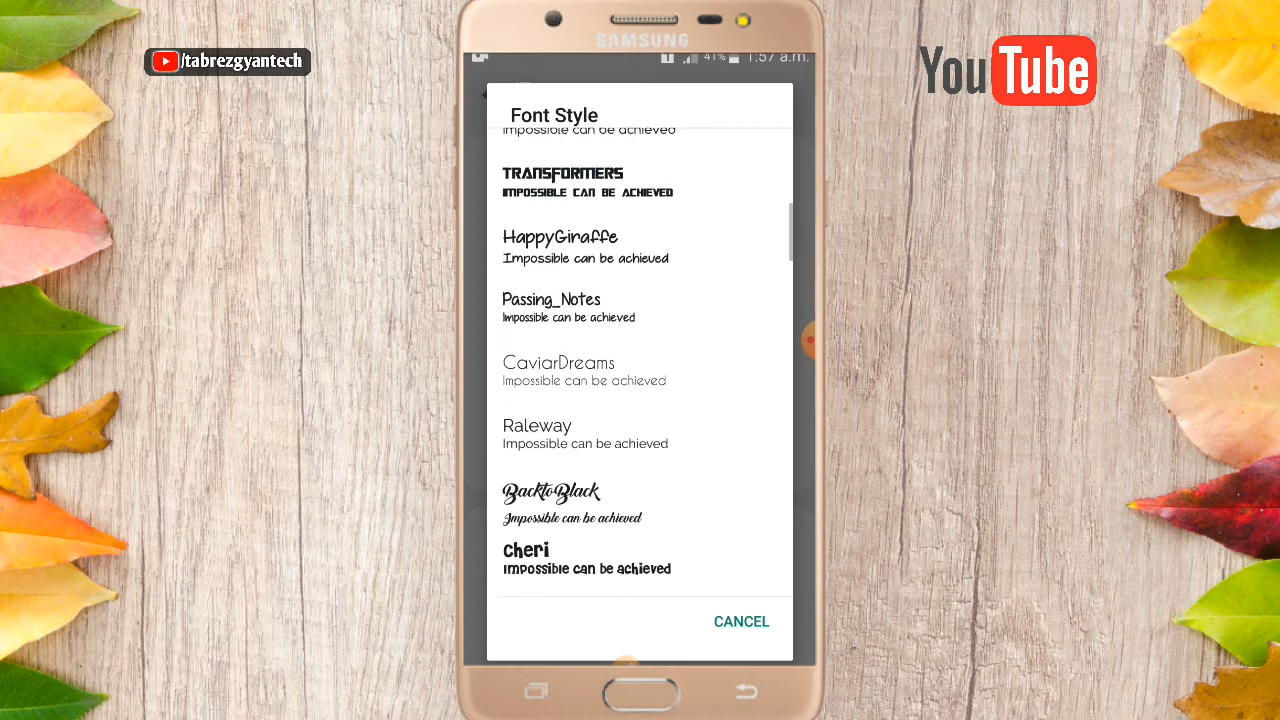 /tabrezgyantech
YouTube
SAMSUNG
41% 1:57 a.m.
Font Style
Impossible can be achieved
TRANSFORMERS
IMPOSSIBLE CAN BE ACHIEVED
HappyGiraffe
Impossible can be achieved
Passing_Notes
Impossible can be achieved
CaviarDreams
Impossible can be achieved
Raleway
Impossible can be achieved
BacktoBlack
Impossible can be achieved
Cheri
Impossible can be achieved
CANCEL